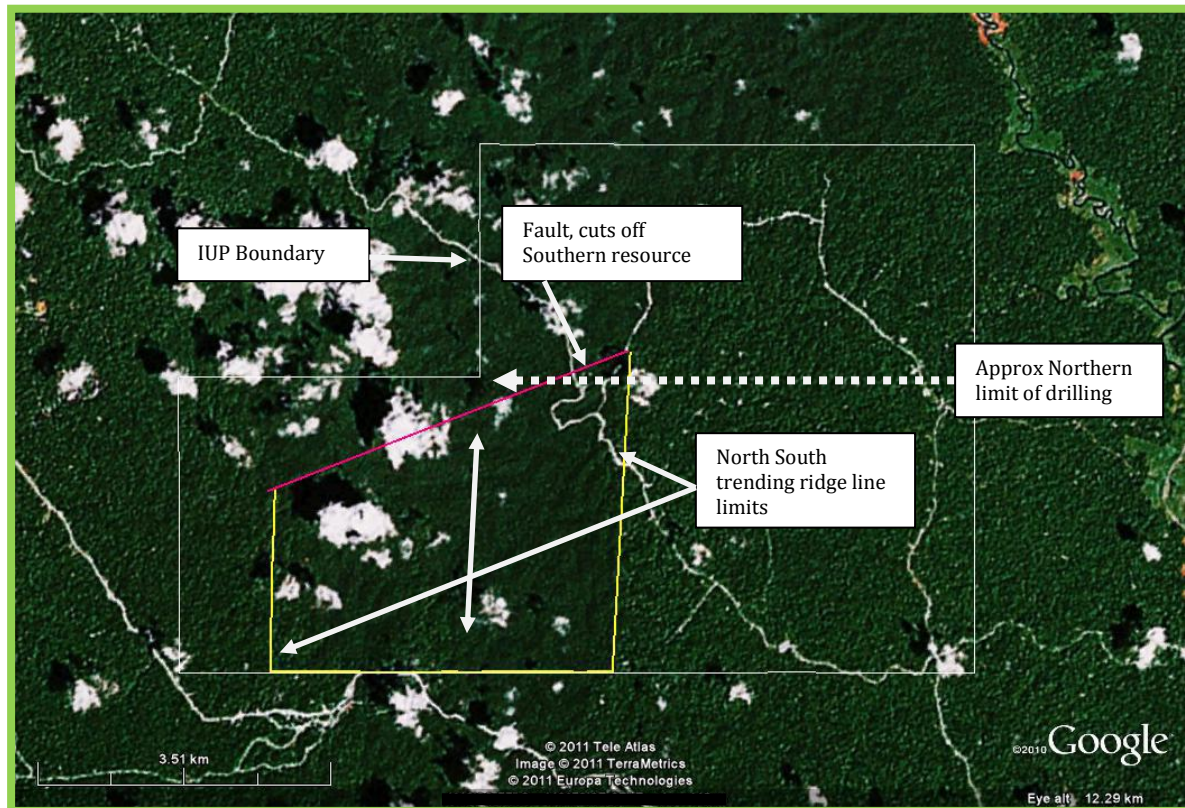 IUP Boundary
Fault, cuts off
Southern resource
Approx Northern
limit of drilling
North South
trending ridge line
limits
3.51 km
© 2011 Tele Atlas
Image © 2011 TerraMetrics
© 2011 Europa Technologies
©2010 Google
Eye alt 12.29 km